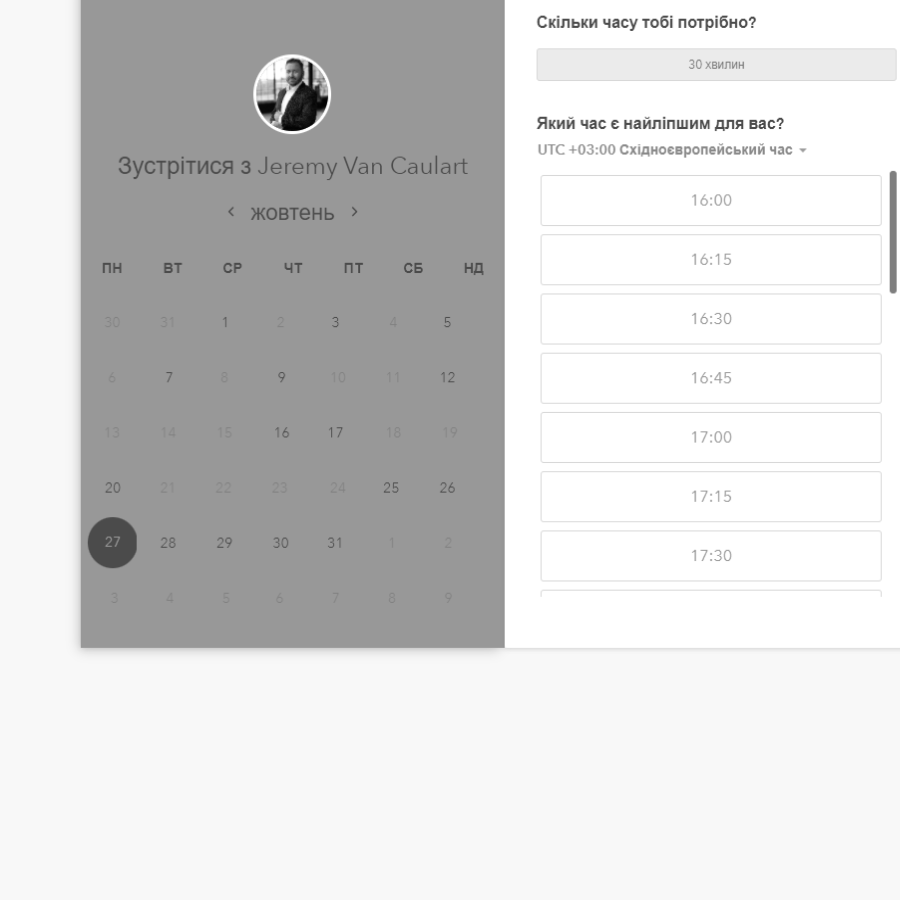 Зустрітися з Jeremy Van Caulart
жовтень
ПН ВТ СР ЧТ ПТ СБ НД
30 31 1 2 3 4 5
6 7 8 9 10 11 12
13 14 15 16 17 18 19
20 21 22 23 24 25 26
27 28 29 30 31 1 2
3 4 5 6 7 8 9
Скільки часу тобі потрібно?
30 хвилин
Який час є найліпшим для вас?
UTC +03:00 Східноєвропейський час
16:00
16:15
16:30
16:45
17:00
17:15
17:30